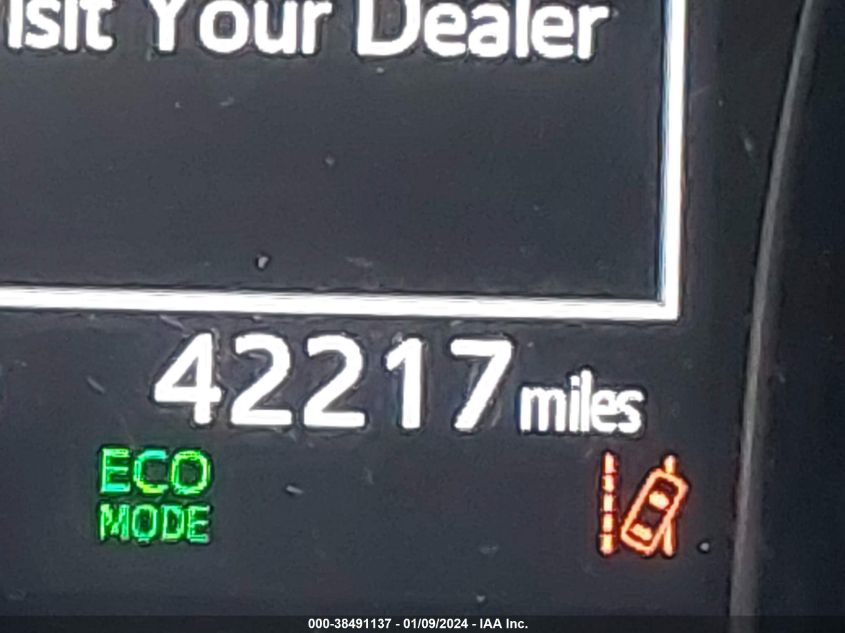 isit Your Dealer
42217 miles
ECO
MODE
000-38491137 - 01/09/2024 - IAA Inc.